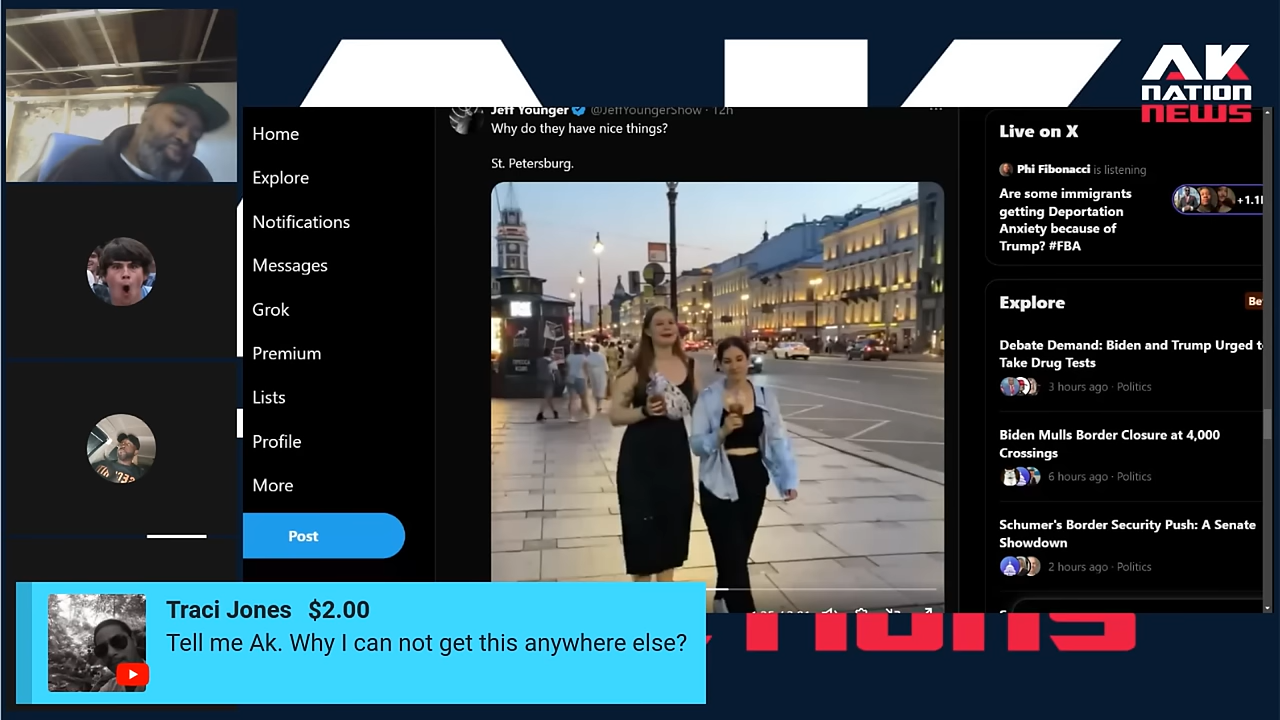 AK
NATION
NEWS
Home
Explore
Notifications
Messages
Grok
Premium
Lists
Profile
More
Post
Jeff Younger @JeffYoungerShow · 12h
Why do they have nice things?
St. Petersburg.
Live on X
Phi Fibonacci is listening
Are some immigrants
getting Deportation
Anxiety because of
Trump? #FBA
Explore
Debate Demand: Biden and Trump Urged to
Take Drug Tests
3 hours ago · Politics
Biden Mulls Border Closure at 4,000
Crossings
6 hours ago · Politics
Schumer's Border Security Push: A Senate
Showdown
2 hours ago · Politics
Traci Jones $2.00
Tell me Ak. Why I can not get this anywhere else?